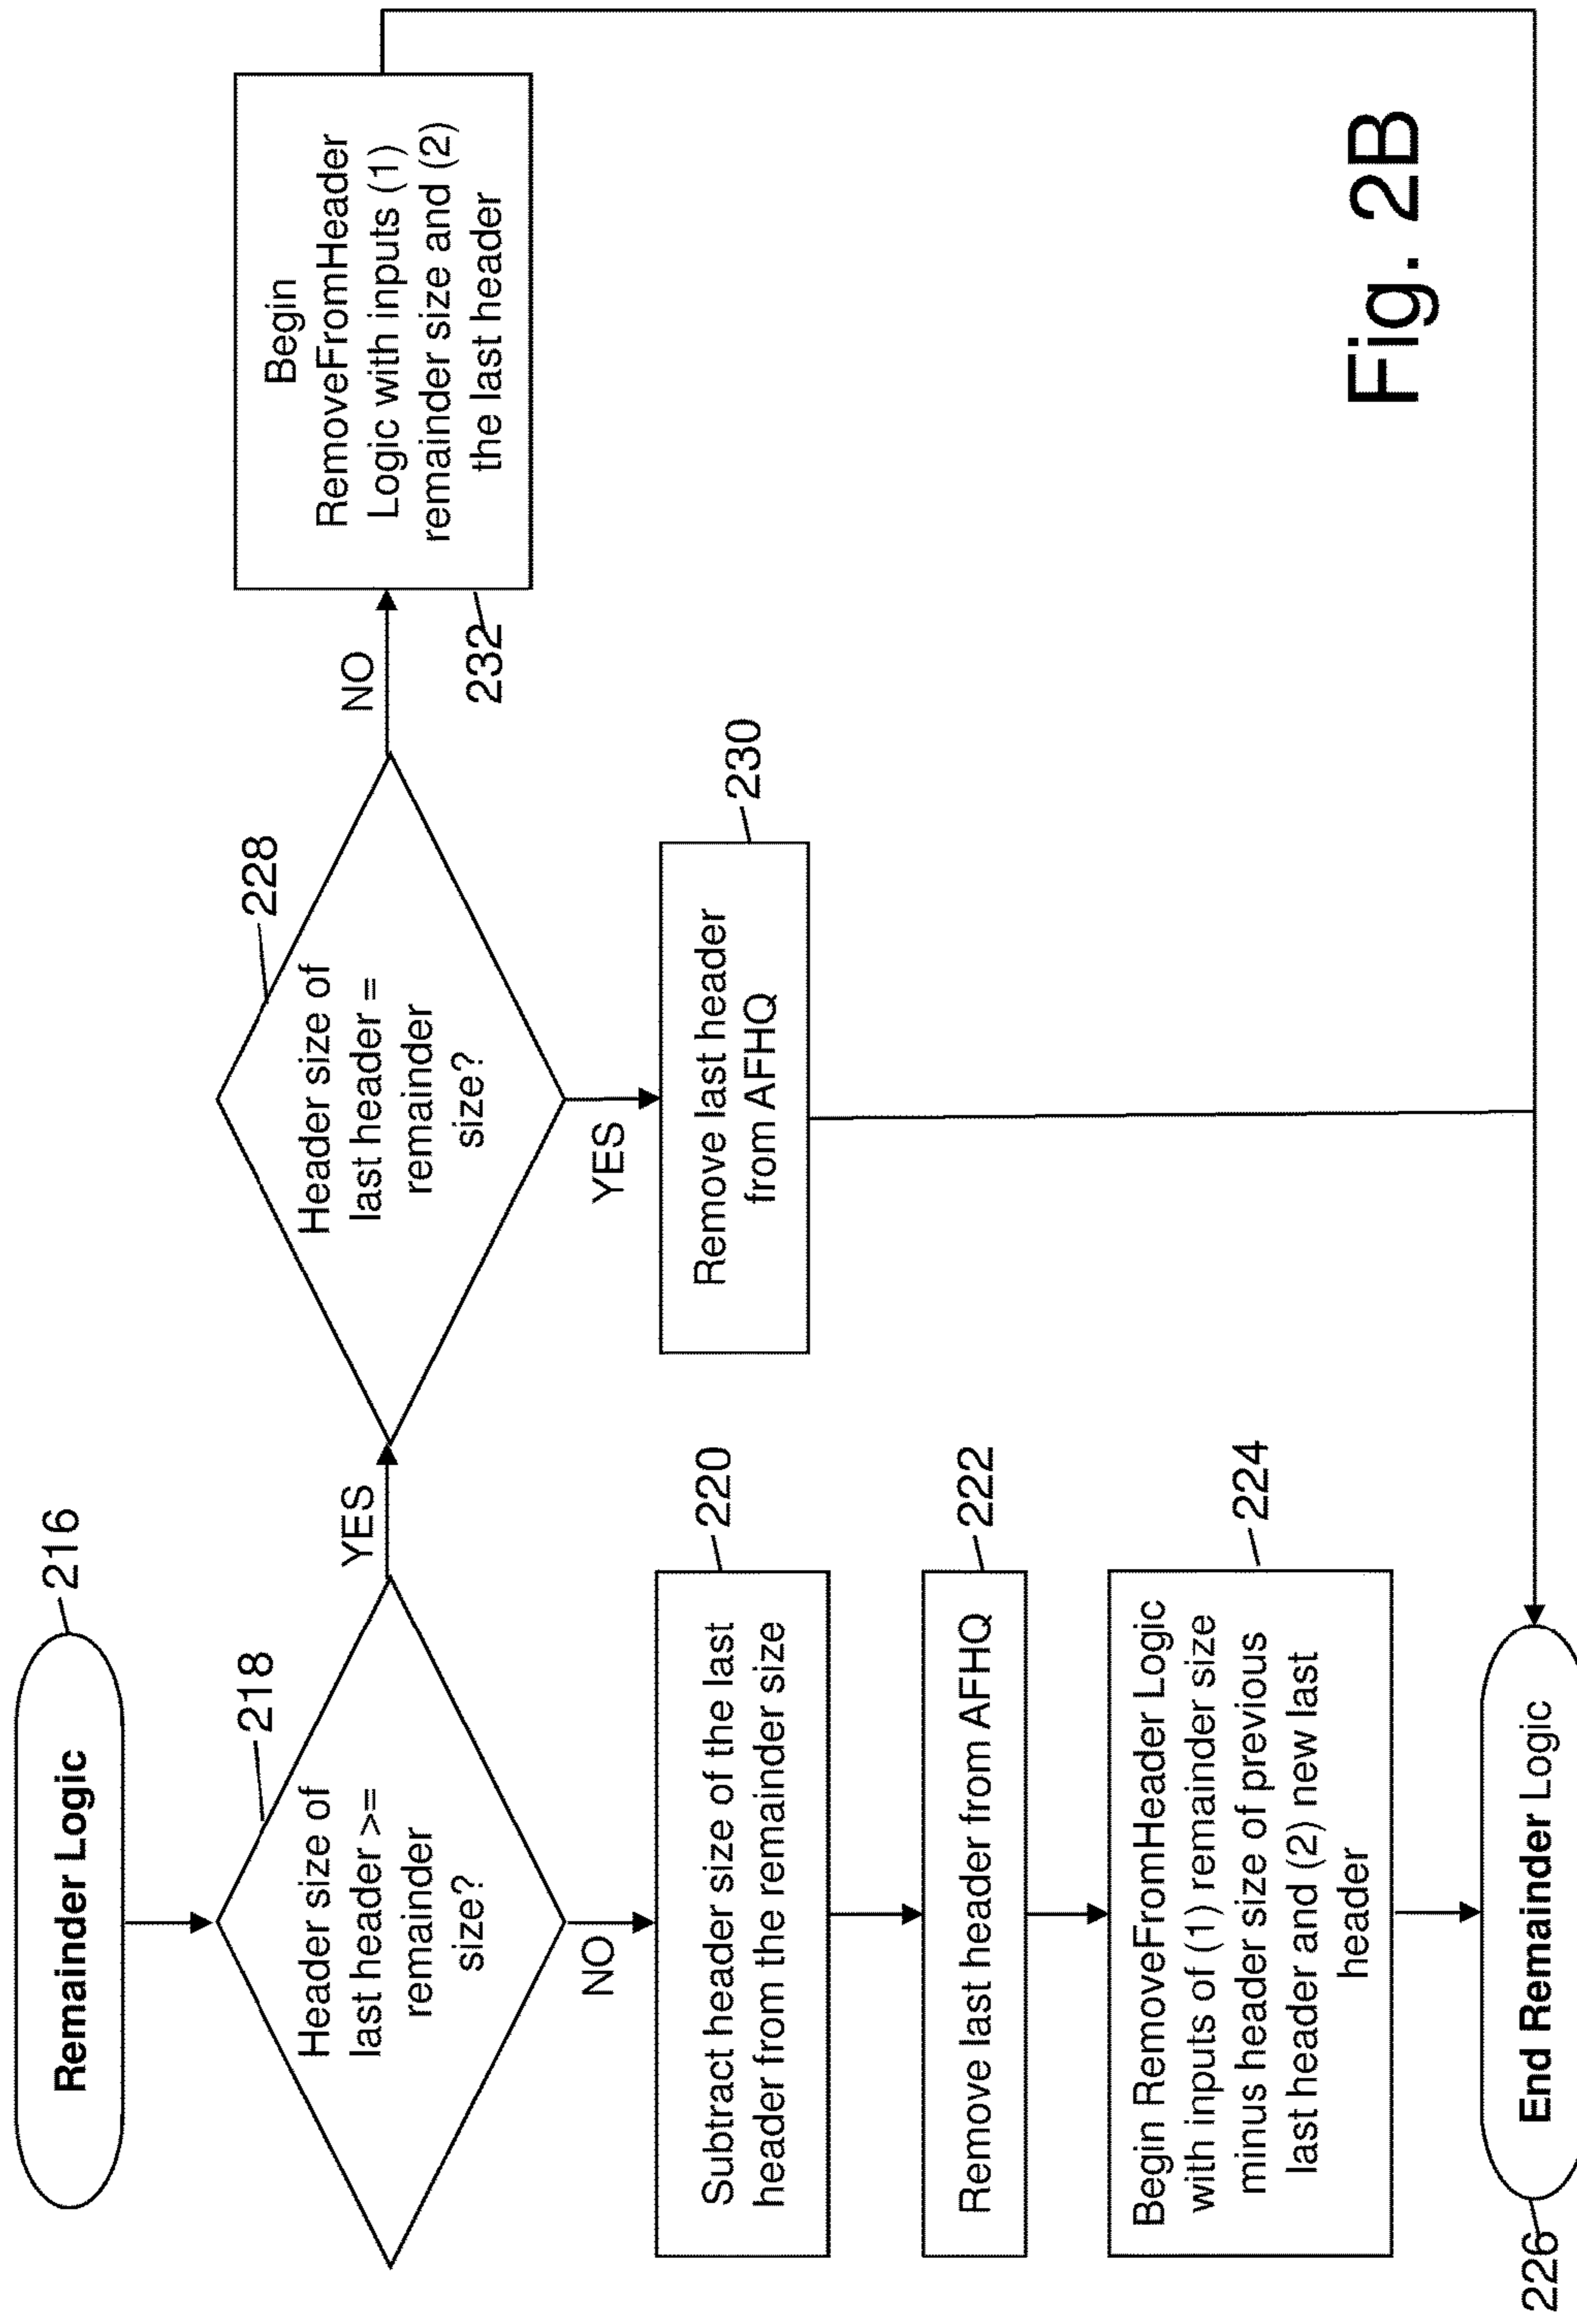 Remainder Logic
216
Header size of
last header >=
remainder
size?
218
YES
NO
Header size of
last header =
remainder
size?
228
NO
YES
Begin
RemoveFromHeader
Logic with inputs (1)
remainder size and (2)
the last header
232
Remove last header
from AFHQ
230
Subtract header size of the last
header from the remainder size
220
Remove last header from AFHQ
222
Begin RemoveFromHeader Logic
with inputs of (1) remainder size
minus header size of previous
last header and (2) new last
header
224
End Remainder Logic
226
Fig. 2B